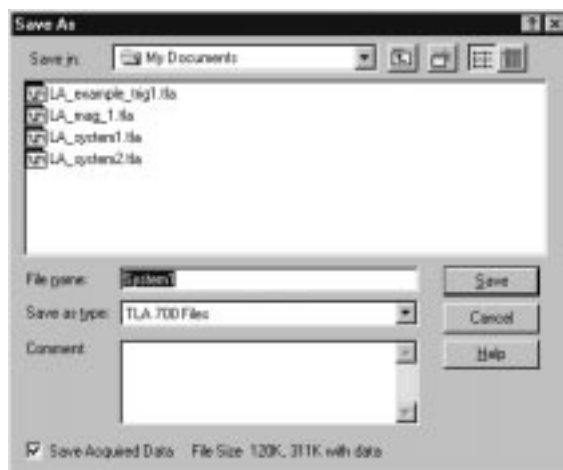 Save As
Save in: My Documents
LA_example_trig1.tla
LA_mag_1.tla
LA_system1.tla
LA_system2.tla
File name: System1
Save
Save as type: TLA 700 Files
Cancel
Comment:
Help
Save Acquired Data File Size 120K, 311K with data